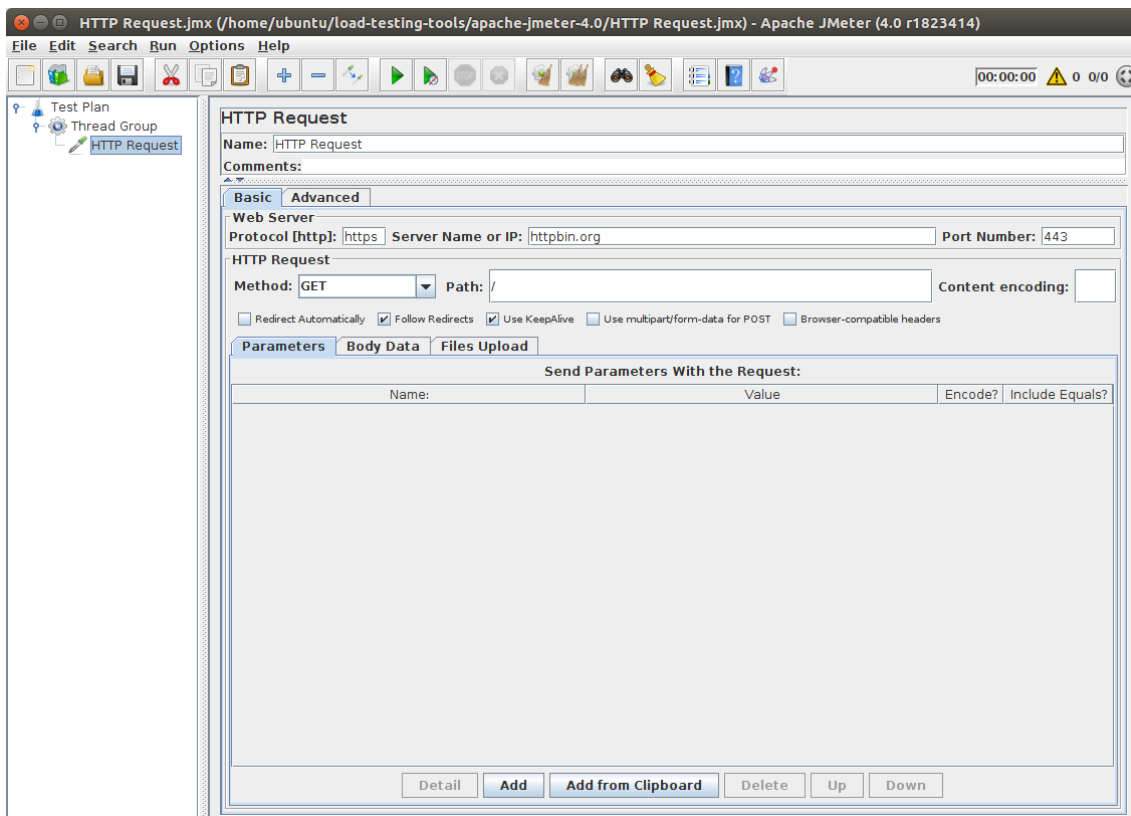 HTTP Request.jmx (/home/ubuntu/load-testing-tools/apache-jmeter-4.0/HTTP Request.jmx) - Apache JMeter (4.0 r1823414)
File Edit Search Run Options Help
00:00:00 0 0/0
Test Plan
Thread Group
HTTP Request
HTTP Request
Name: HTTP Request
Comments:
Basic Advanced
Web Server
Protocol [http]: https Server Name or IP: httpbin.org Port Number: 443
HTTP Request
Method: GET Path: / Content encoding:
Redirect Automatically Follow Redirects Use KeepAlive Use multipart/form-data for POST Browser-compatible headers
Parameters Body Data Files Upload
Send Parameters With the Request:
Name: Value Encode? Include Equals?
Detail Add Add from Clipboard Delete Up Down